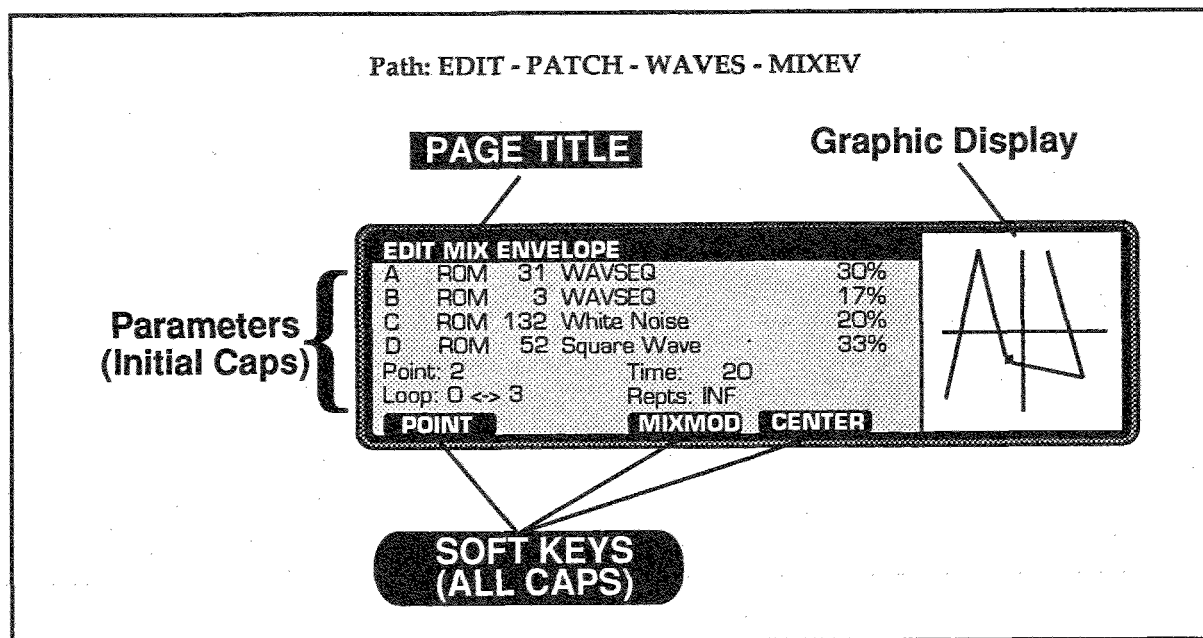 Path: EDIT - PATCH - WAVES - MIXEV
PAGE TITLE
Graphic Display
EDIT MIX ENVELOPE
A ROM 31 WAVSEQ 30%
B ROM 3 WAVSEQ 17%
C ROM 132 White Noise 20%
D ROM 52 Square Wave 33%
Point: 2 Time: 20
Loop: 0 <-> 3 Repts: INF
POINT MIXMOD CENTER
Parameters
(Initial Caps)
SOFT KEYS
(ALL CAPS)